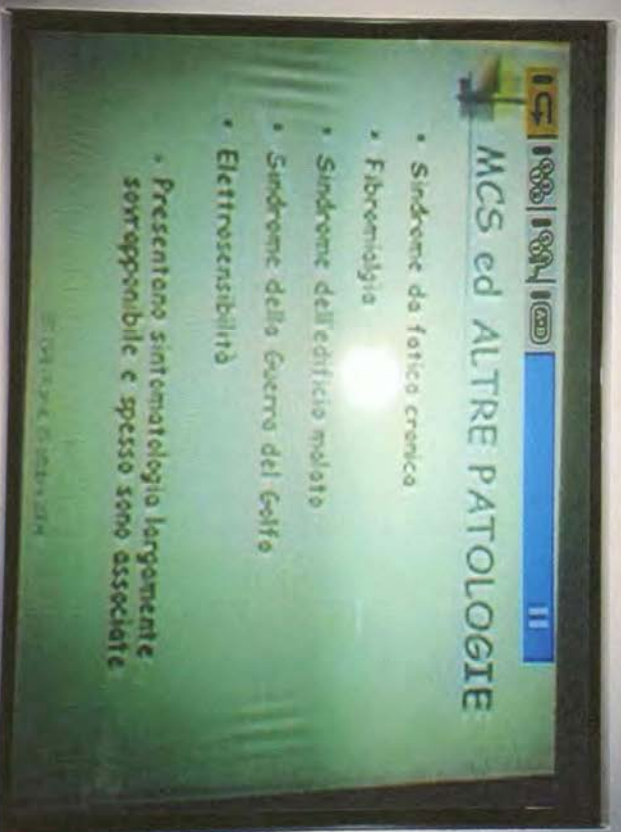 MCS ed ALTRE PATOLOGIE
• Sindrome da fatica cronica
• Fibromialgia
• Sindrome dell'edificio malato
• Sindrome della Guerra del Golfo
• Elettrosensibilità
• Presentano sintomatologia largamente
sovrapponibile e spesso sono associate